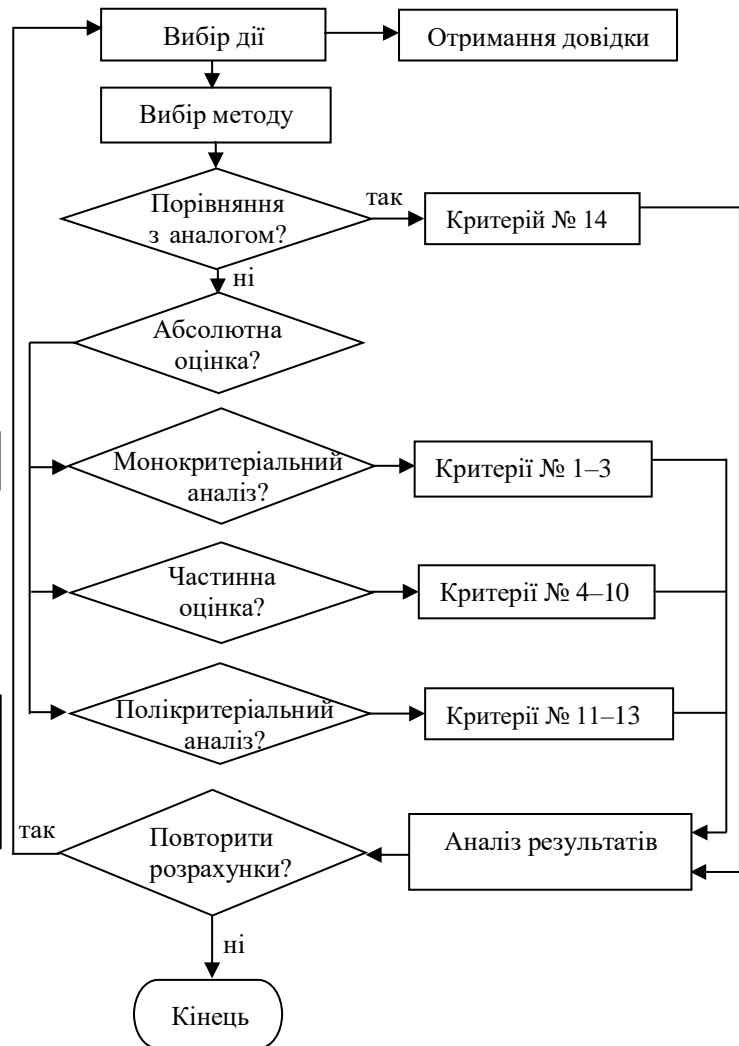 Вибір дії
Отримання довідки
Вибір методу
Порівняння
з аналогом?
так
Критерій № 14
ні
Абсолютна
оцінка?
Монокритеріальний
аналіз?
Критерії № 1–3
Частинна
оцінка?
Критерії № 4–10
Полікритеріальний
аналіз?
Критерії № 11–13
так
Повторити
розрахунки?
Аналіз результатів
ні
Кінець